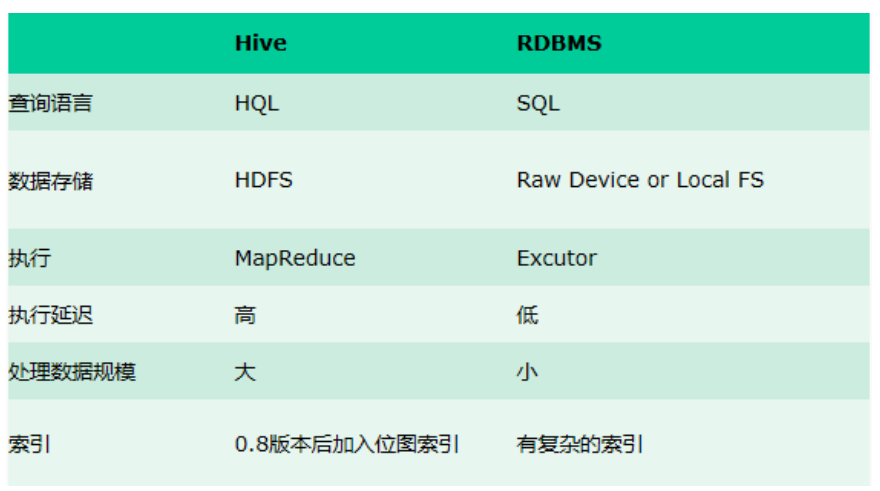 Hive RDBMS
查询语言 HQL SQL
数据存储 HDFS Raw Device or Local FS
执行 MapReduce Excutor
执行延迟 高 低
处理数据规模 大 小
索引 0.8版本后加入位图索引 有复杂的索引